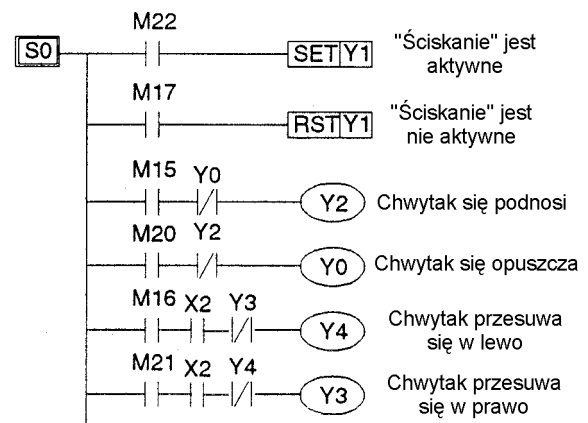 M22
S0 SET Y1 "Ściskanie" jest
aktywne
M17
RST Y1 "Ściskanie" jest
nie aktywne
M15 Y0
Y2 Chwytak się podnosi
M20 Y2
Y0 Chwytak się opuszcza
M16 X2 Y3
Y4 Chwytak przesuwa
się w lewo
M21 X2 Y4
Y3 Chwytak przesuwa
się w prawo